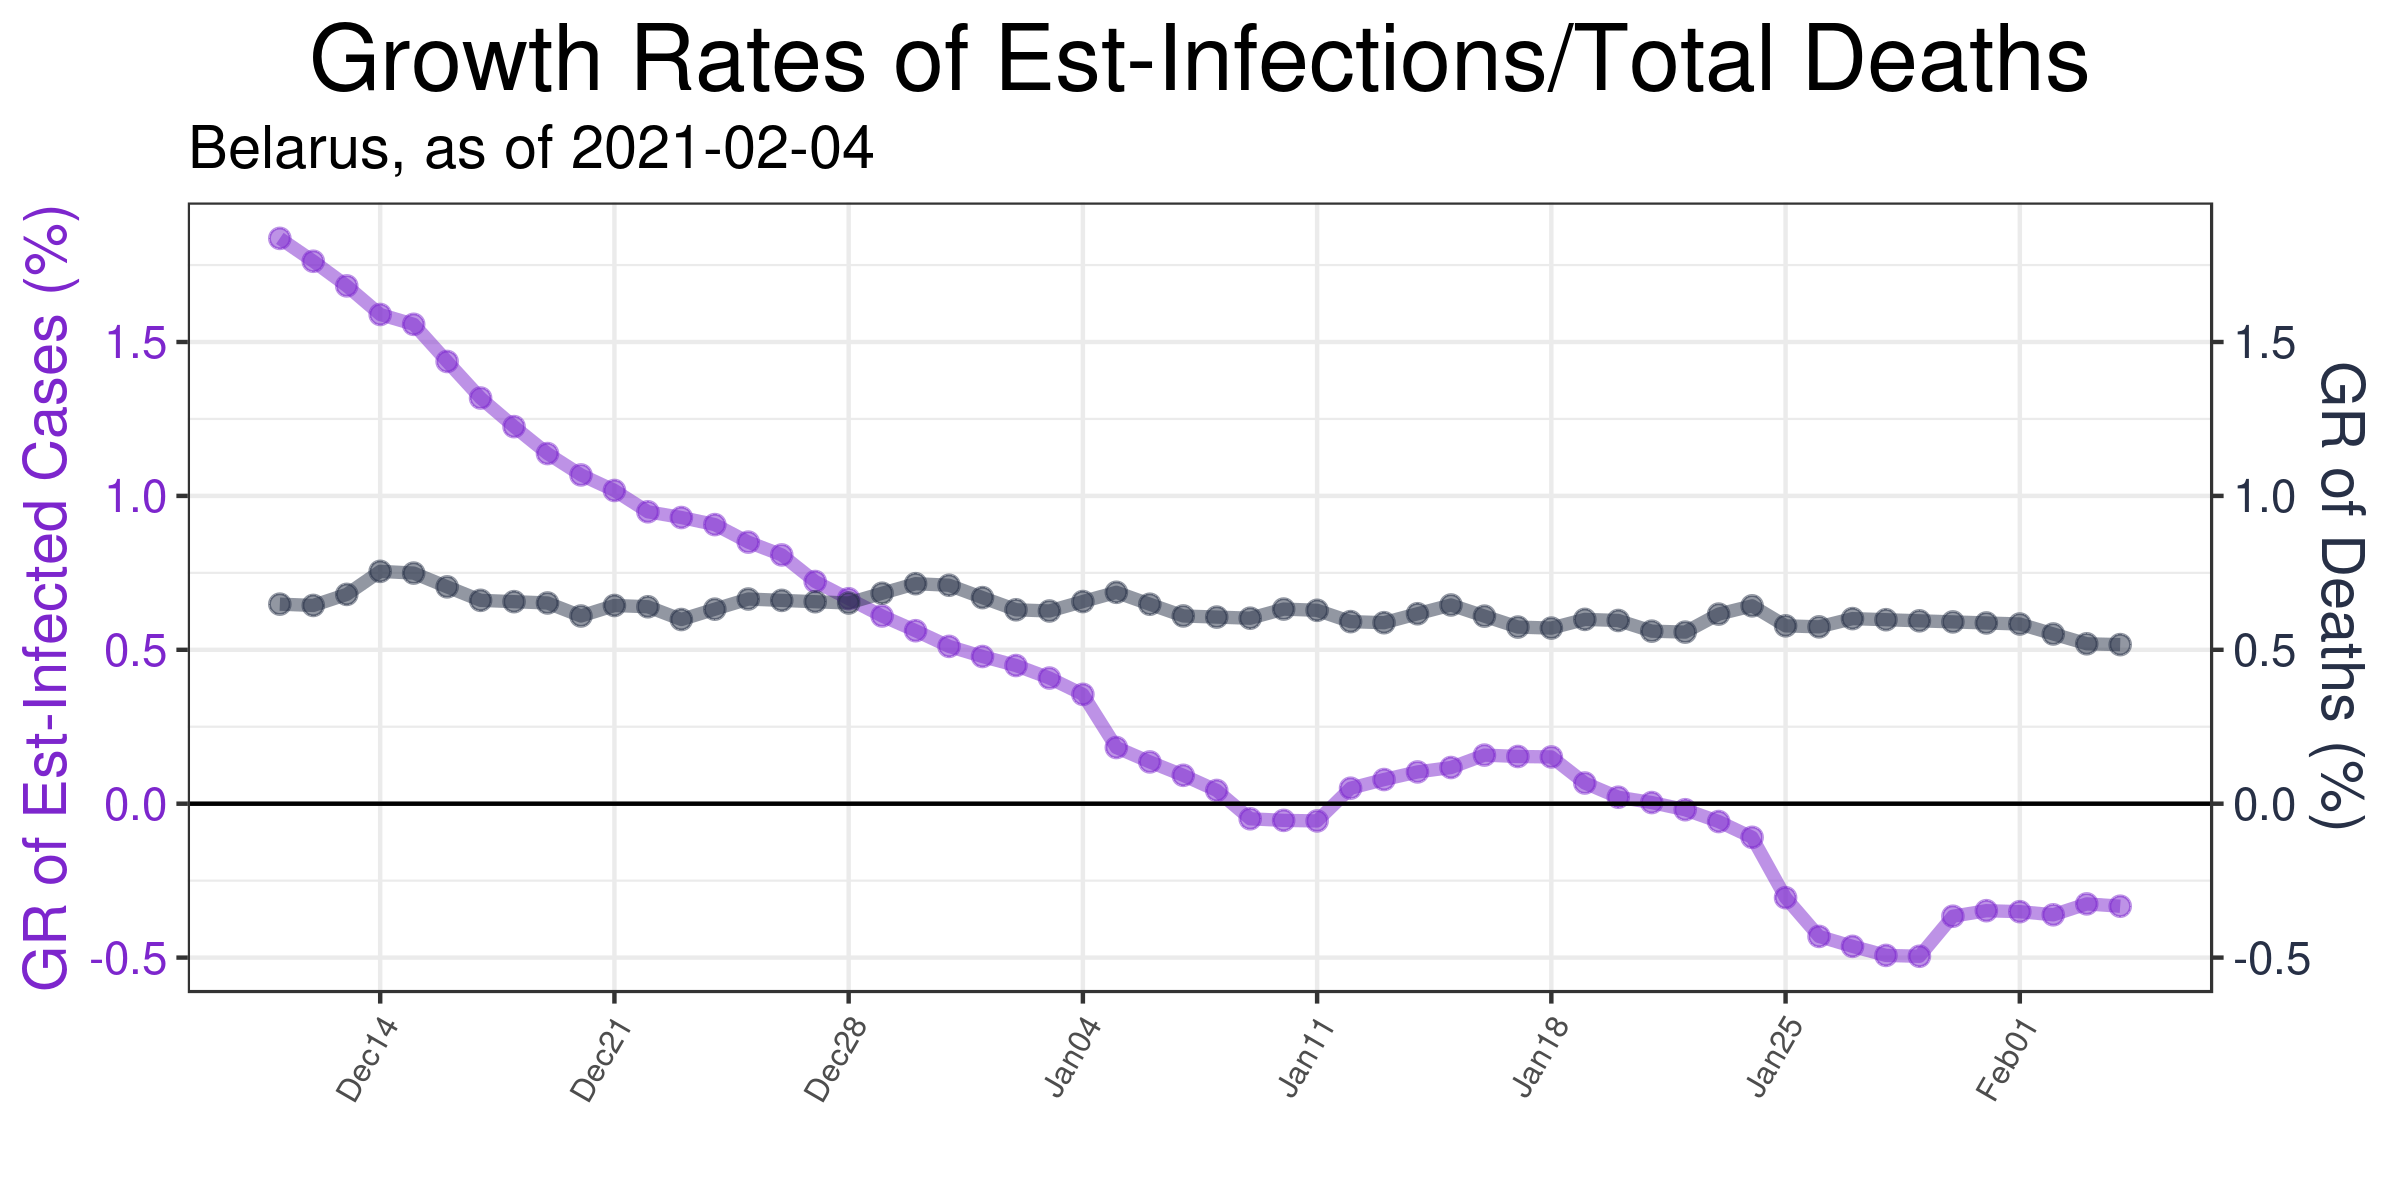 Growth Rates of Est-Infections/Total Deaths
Belarus, as of 2021-02-04
GR of Est-Infected Cases (%)
1.5
1.0
0.5
0.0
-0.5
1.5
1.0
0.5
0.0
-0.5
GR of Deaths (%)
Dec14
Dec21
Dec28
Jan04
Jan11
Jan18
Jan25
Feb01